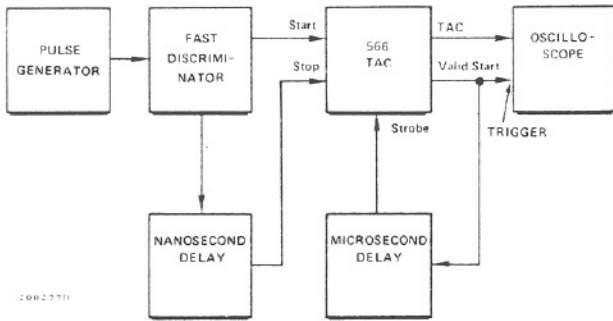 PULSE
GENERATOR
FAST
DISCRIMI-
NATOR
Start
Stop
566
TAC
TAC
Valid Start
OSCILLO-
SCOPE
TRIGGER
Strobe
NANOSECOND
DELAY
MICROSECOND
DELAY